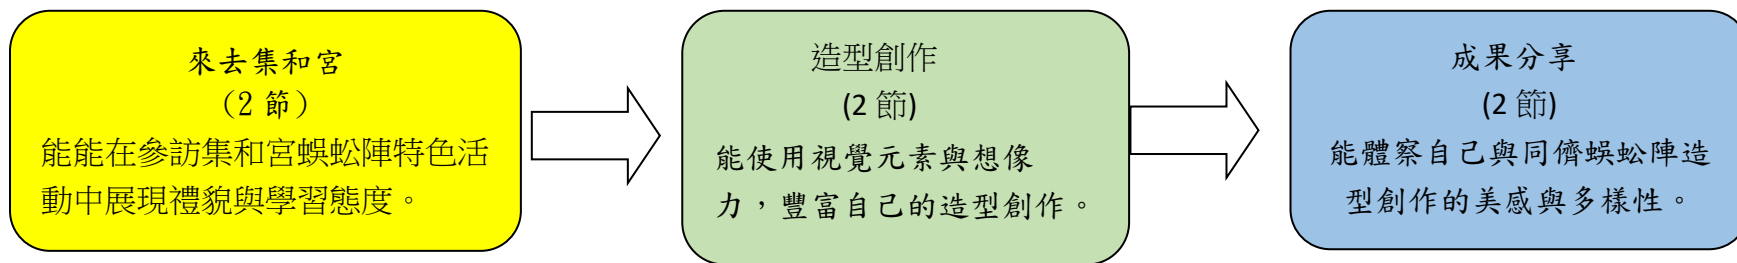 來去集和宮
（2 節）
能能在參訪集和宮蜈蚣陣特色活
動中展現禮貌與學習態度。
造型創作
(2 節)
能使用視覺元素與想像
力，豐富自己的造型創作。
成果分享
(2 節)
能體察自己與同儕蜈蚣陣造
型創作的美感與多樣性。